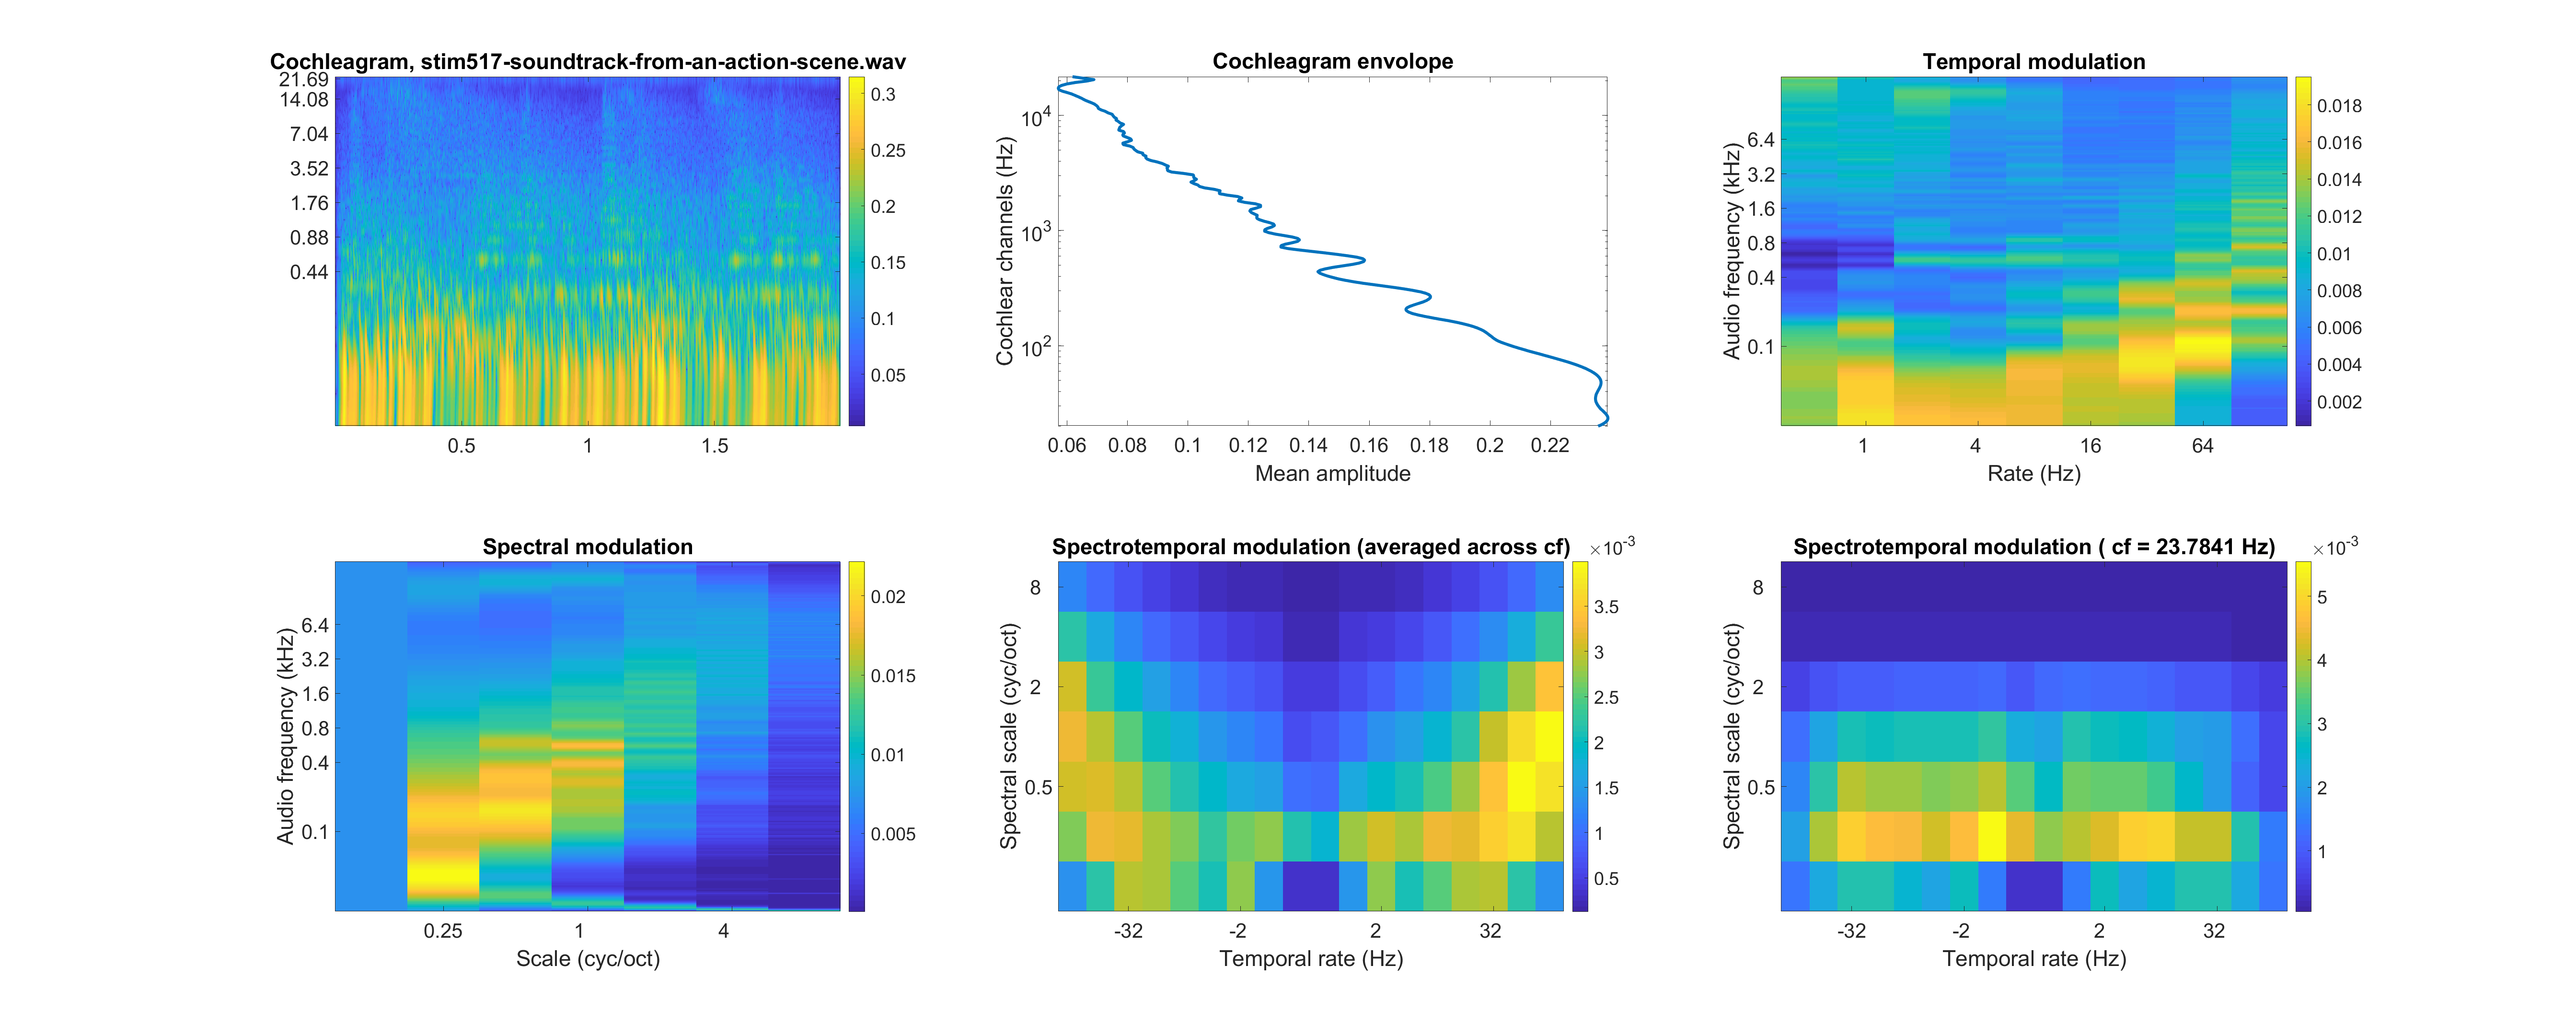 Cochleagram, stim517-soundtrack-from-an-action-scene.wav
21.69
14.08
7.04
3.52
1.76
0.88
0.44
0.5 1 1.5
0.3
0.25
0.2
0.15
0.1
0.05
Cochleagram envolope
Cochlear channels (Hz)
10^4
10^3
10^2
0.06 0.08 0.1 0.12 0.14 0.16 0.18 0.2 0.22
Mean amplitude
Temporal modulation
Audio frequency (kHz)
6.4
3.2
1.6
0.8
0.4
0.1
1 4 16 64
Rate (Hz)
0.018
0.016
0.014
0.012
0.01
0.008
0.006
0.004
0.002
Spectral modulation
Audio frequency (kHz)
6.4
3.2
1.6
0.8
0.4
0.1
0.25 1 4
Scale (cyc/oct)
0.02
0.015
0.01
0.005
Spectrotemporal modulation (averaged across cf)
×10^-3
Spectral scale (cyc/oct)
8
2
0.5
-32 -2 2 32
Temporal rate (Hz)
3.5
3
2.5
2
1.5
1
0.5
Spectrotemporal modulation ( cf = 23.7841 Hz)
×10^-3
Spectral scale (cyc/oct)
8
2
0.5
-32 -2 2 32
Temporal rate (Hz)
5
4
3
2
1